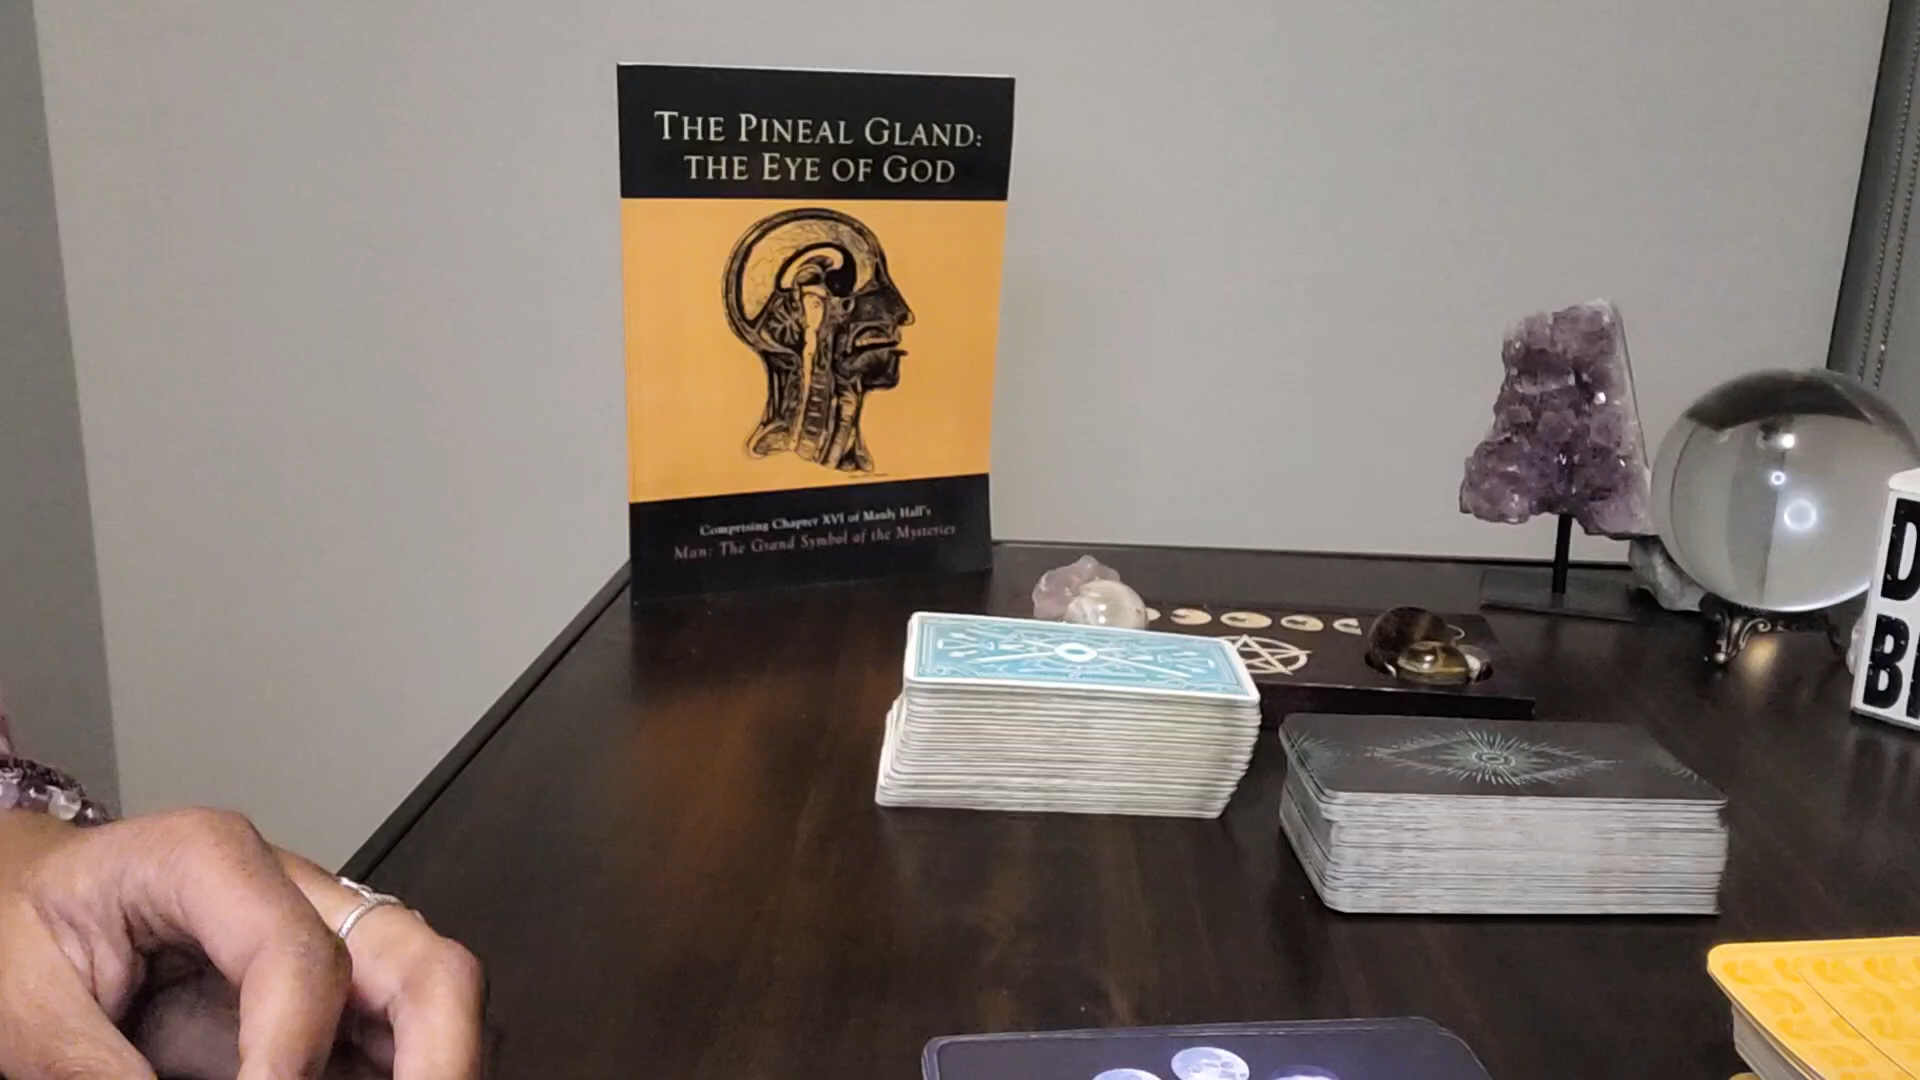 THE PINEAL GLAND:
THE EYE OF GOD
Comprising Chapter XVI of Manly Hall's
Man: The Grand Symbol of the Mysteries
D
B